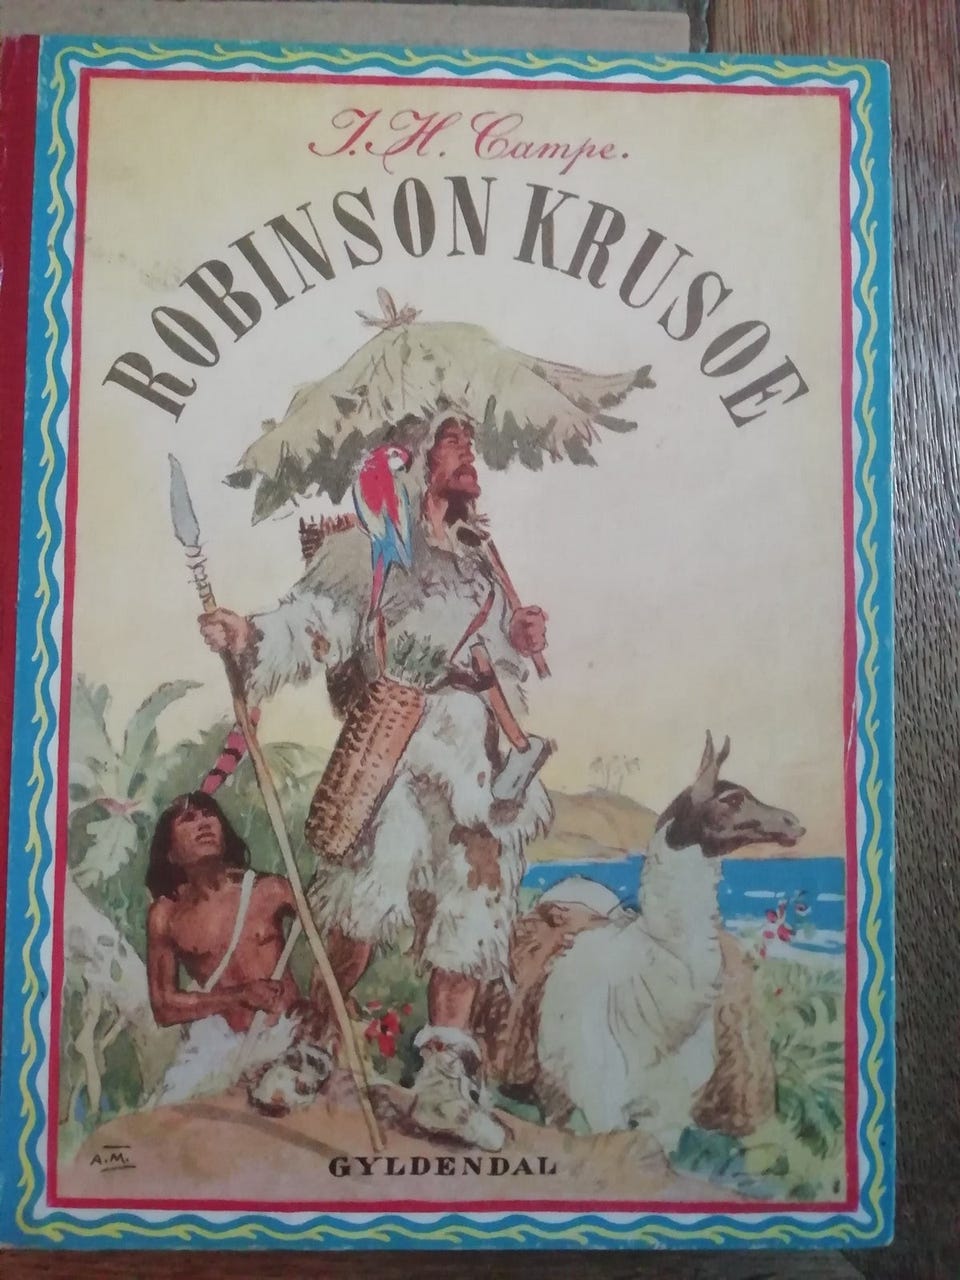 J. H. Campe.
ROBINSON KRUSOE
A.M.
GYLDENDAL